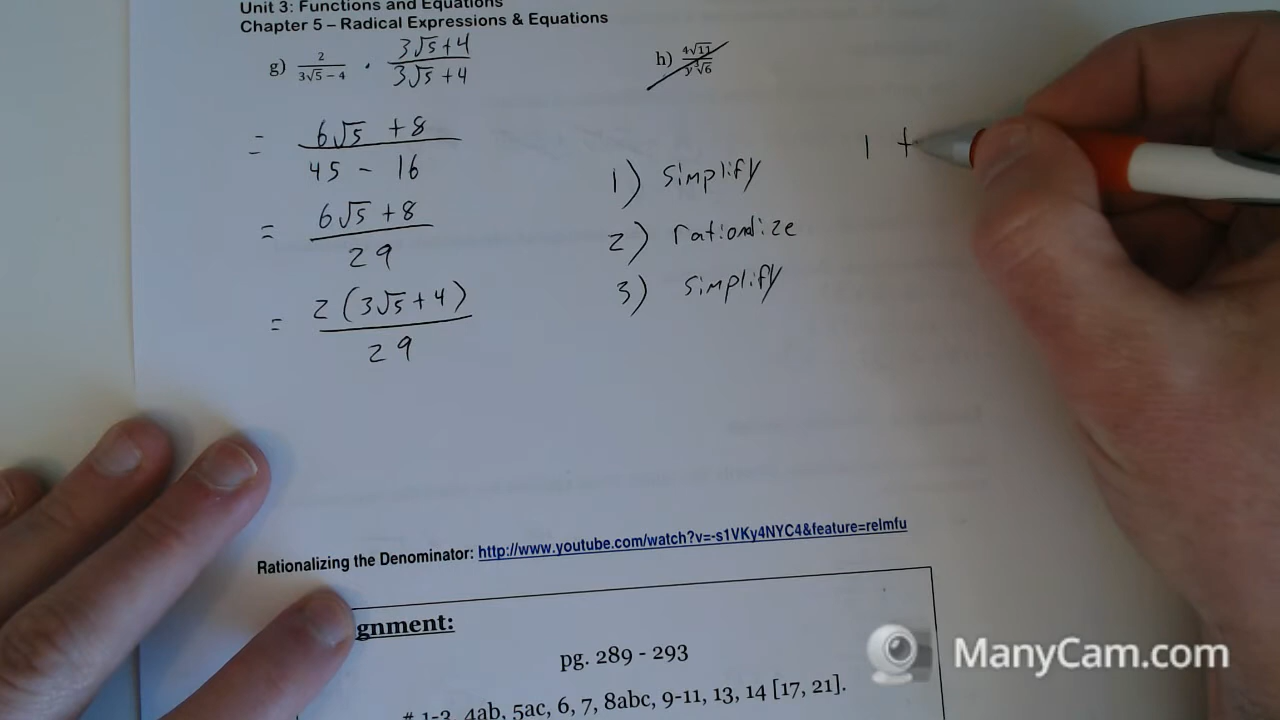 Unit 3: Functions and Equations
Chapter 5 – Radical Expressions & Equations
g) 2/(3√5 – 4) · (3√5 + 4)/(3√5 + 4)
h) 4√11/y∛6
= (6√5 + 8)/(45 – 16)
= (6√5 + 8)/29
= 2(3√5 + 4)/29
1) simplify
2) rationalize
3) simplify
1 +
Rationalizing the Denominator: http://www.youtube.com/watch?v=-s1VKy4NYC4&feature=relmfu
gnment:
pg. 289 - 293
# 1-3, 4ab, 5ac, 6, 7, 8abc, 9-11, 13, 14 [17, 21].
ManyCam.com